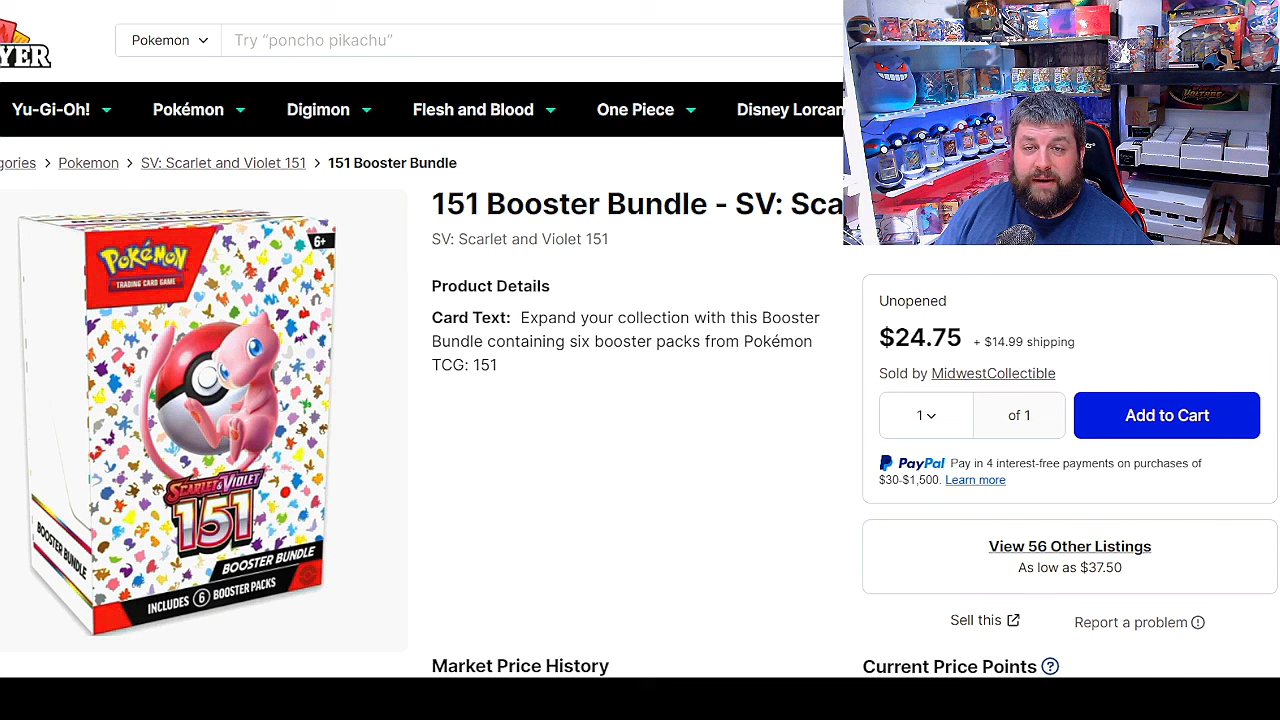 YER
Pokemon
Try “poncho pikachu”
Yu-Gi-Oh!
Pokémon
Digimon
Flesh and Blood
One Piece
Disney Lorcan
gories > Pokemon > SV: Scarlet and Violet 151 > 151 Booster Bundle
151 Booster Bundle - SV: Sca
SV: Scarlet and Violet 151
Product Details
Card Text: Expand your collection with this Booster
Bundle containing six booster packs from Pokémon
TCG: 151
Unopened
$24.75 + $14.99 shipping
Sold by MidwestCollectible
1
of 1
Add to Cart
PayPal Pay in 4 interest-free payments on purchases of
$30-$1,500. Learn more
View 56 Other Listings
As low as $37.50
Sell this
Report a problem
Market Price History
Current Price Points
6+
POKéMON
TRADING CARD GAME
SCARLET & VIOLET
151
BOOSTER BUNDLE
INCLUDES 6 BOOSTER PACKS
BOOSTER BUNDLE